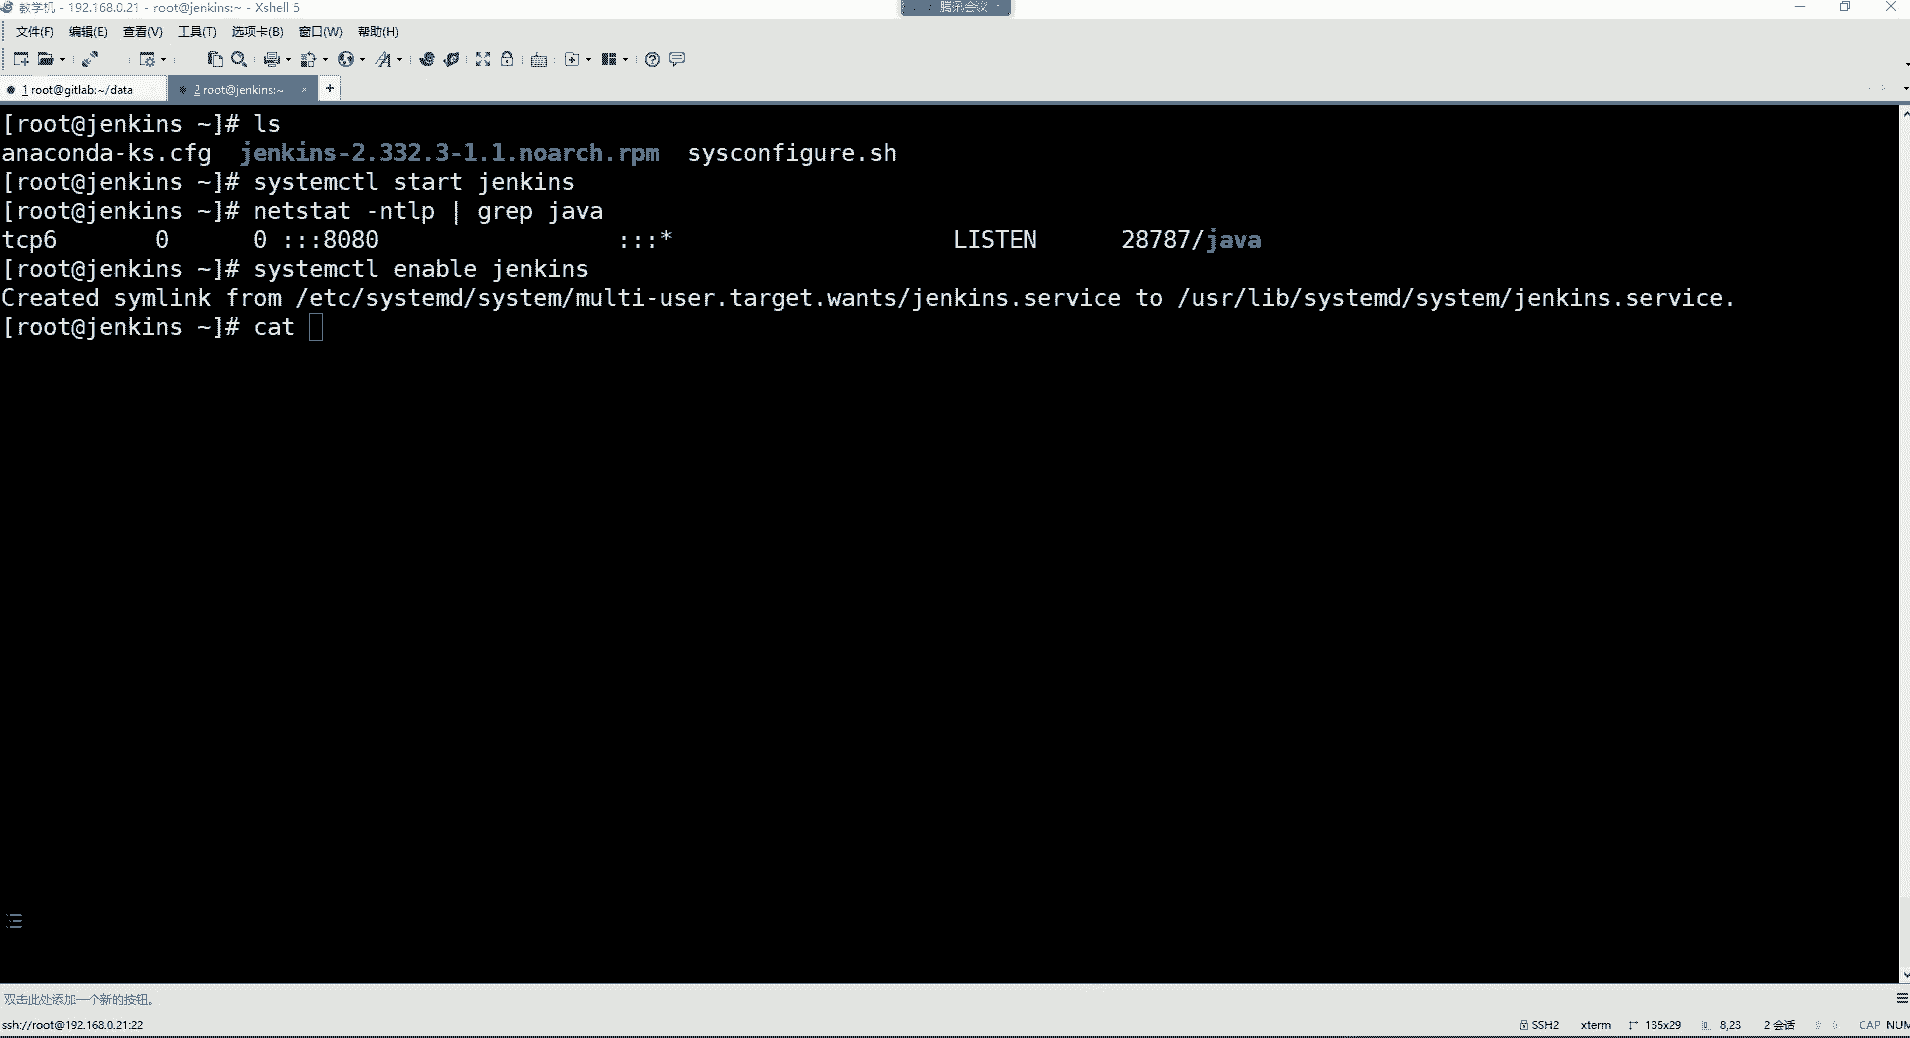 教学机 - 192.168.0.21 - root@jenkins:~ - Xshell 5
腾讯会议
文件(F) 编辑(E) 查看(V) 工具(T) 选项卡(B) 窗口(W) 帮助(H)
1 root@gitlab:~/data 2 root@jenkins:~ × +
[root@jenkins ~]# ls
anaconda-ks.cfg jenkins-2.332.3-1.1.noarch.rpm sysconfigure.sh
[root@jenkins ~]# systemctl start jenkins
[root@jenkins ~]# netstat -ntlp | grep java
tcp6 0 0 :::8080 :::* LISTEN 28787/java
[root@jenkins ~]# systemctl enable jenkins
Created symlink from /etc/systemd/system/multi-user.target.wants/jenkins.service to /usr/lib/systemd/system/jenkins.service.
[root@jenkins ~]# cat
双击此处添加一个新的按钮。
ssh://root@192.168.0.21:22 SSH2 xterm 135x29 8,23 2 会话 CAP NUM